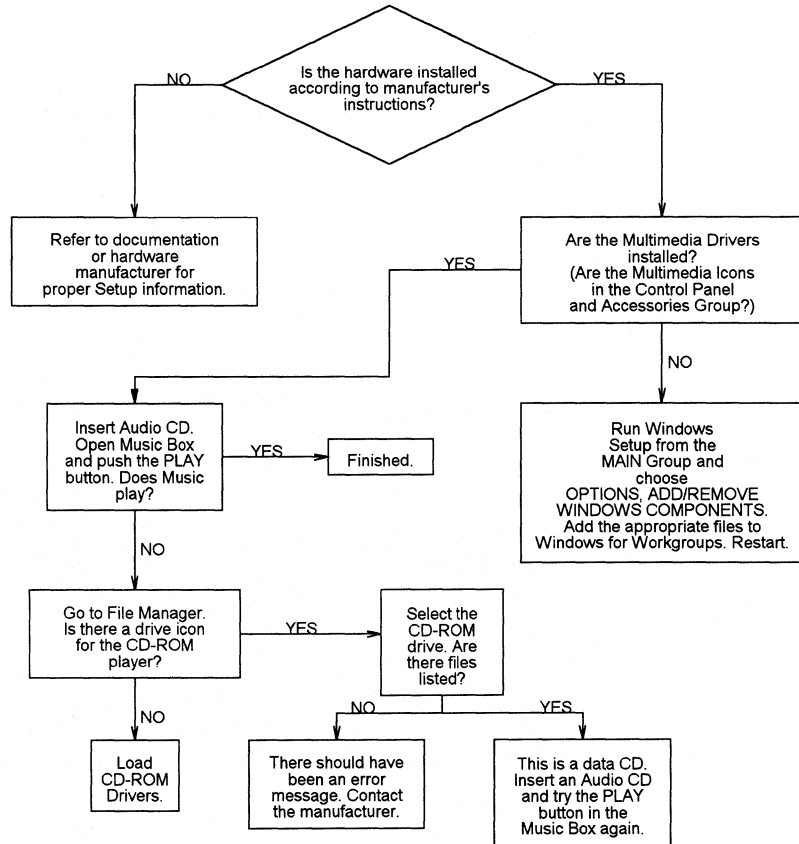 Is the hardware installed
according to manufacturer's
instructions?
NO
YES
Refer to documentation
or hardware
manufacturer for
proper Setup information.
Are the Multimedia Drivers
installed?
(Are the Multimedia Icons
in the Control Panel
and Accessories Group?)
YES
NO
Insert Audio CD.
Open Music Box
and push the PLAY
button. Does Music
play?
YES
Finished.
Run Windows
Setup from the
MAIN Group and
choose
OPTIONS, ADD/REMOVE
WINDOWS COMPONENTS.
Add the appropriate files to
Windows for Workgroups. Restart.
NO
Go to File Manager.
Is there a drive icon
for the CD-ROM
player?
YES
Select the
CD-ROM
drive. Are
there files
listed?
NO
NO
YES
Load
CD-ROM
Drivers.
There should have
been an error
message. Contact
the manufacturer.
This is a data CD.
Insert an Audio CD
and try the PLAY
button in the
Music Box again.